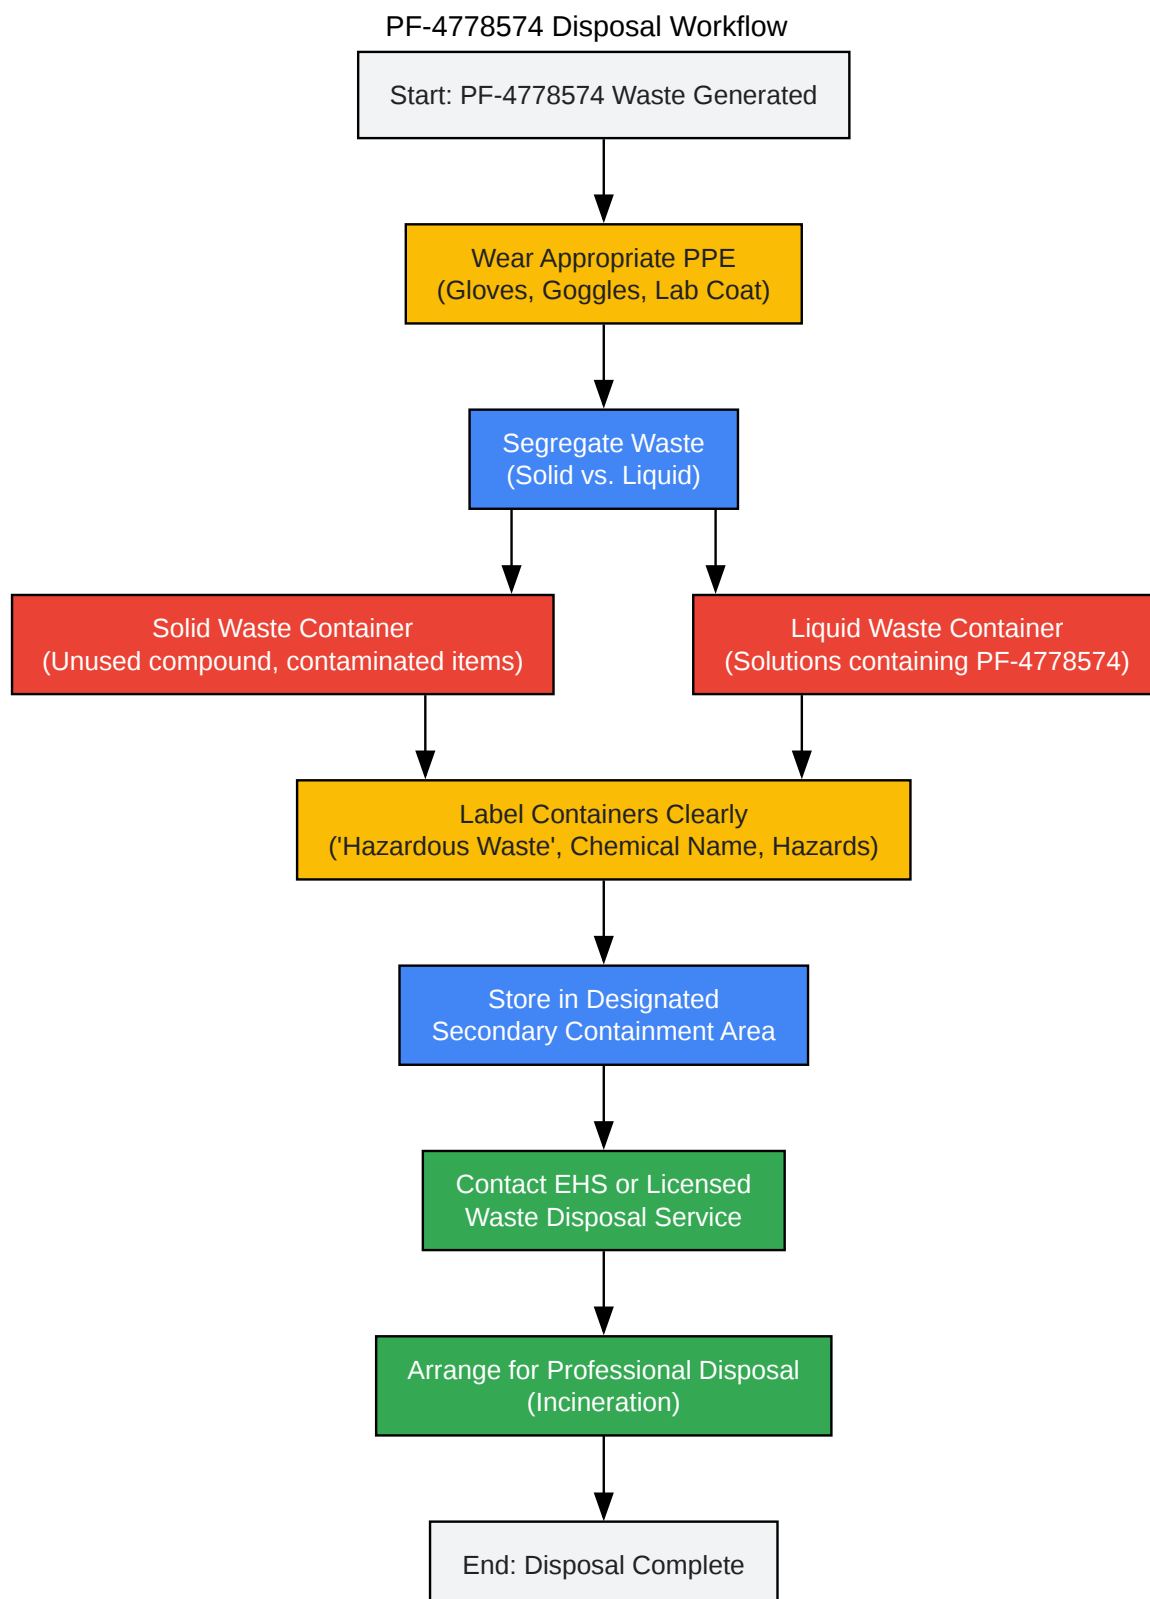 PF-4778574 Disposal Workflow
Start: PF-4778574 Waste Generated
Wear Appropriate PPE
(Gloves, Goggles, Lab Coat)
Segregate Waste
(Solid vs. Liquid)
Solid Waste Container
(Unused compound, contaminated items)
Liquid Waste Container
(Solutions containing PF-4778574)
Label Containers Clearly
('Hazardous Waste', Chemical Name, Hazards)
Store in Designated
Secondary Containment Area
Contact EHS or Licensed
Waste Disposal Service
Arrange for Professional Disposal
(Incineration)
End: Disposal Complete